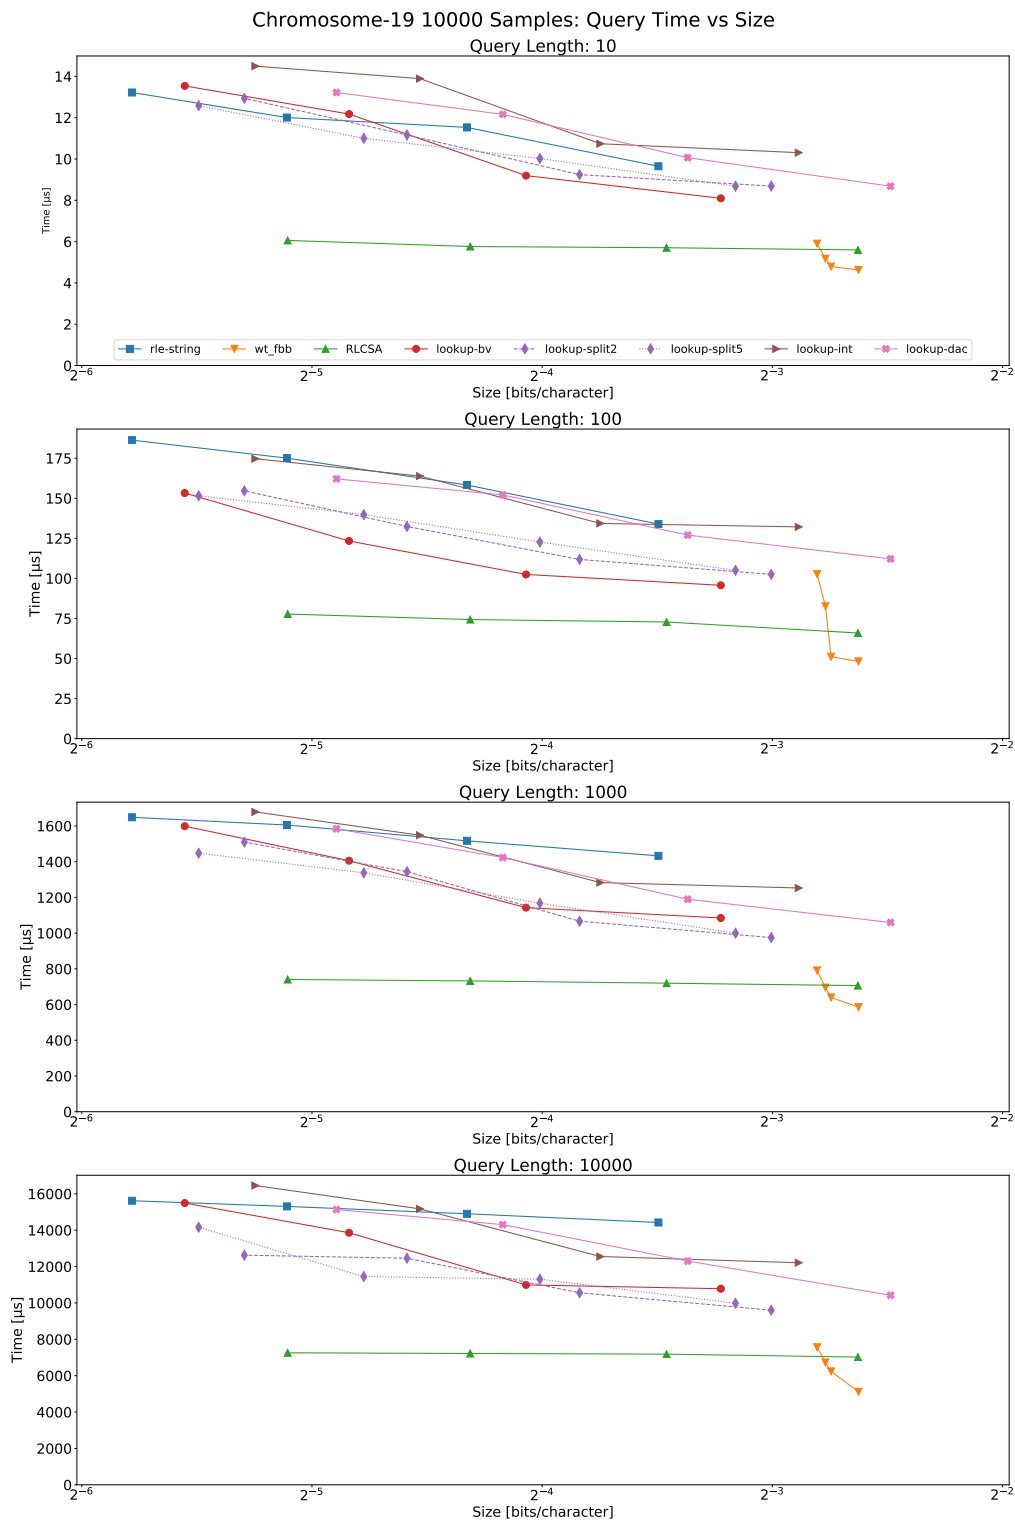 Chromosome-19 10000 Samples: Query Time vs Size
Query Length: 10
Time [µs]
14
12
10
8
6
4
2
0
rle-string wt_fbb RLCSA lookup-bv lookup-split2 lookup-split5 lookup-int lookup-dac
2⁻⁶ 2⁻⁵ 2⁻⁴ 2⁻³ 2⁻²
Size [bits/character]
Query Length: 100
Time [µs]
175
150
125
100
75
50
25
0
2⁻⁶ 2⁻⁵ 2⁻⁴ 2⁻³ 2⁻²
Size [bits/character]
Query Length: 1000
Time [µs]
1600
1400
1200
1000
800
600
400
200
0
2⁻⁶ 2⁻⁵ 2⁻⁴ 2⁻³ 2⁻²
Size [bits/character]
Query Length: 10000
Time [µs]
16000
14000
12000
10000
8000
6000
4000
2000
0
2⁻⁶ 2⁻⁵ 2⁻⁴ 2⁻³ 2⁻²
Size [bits/character]